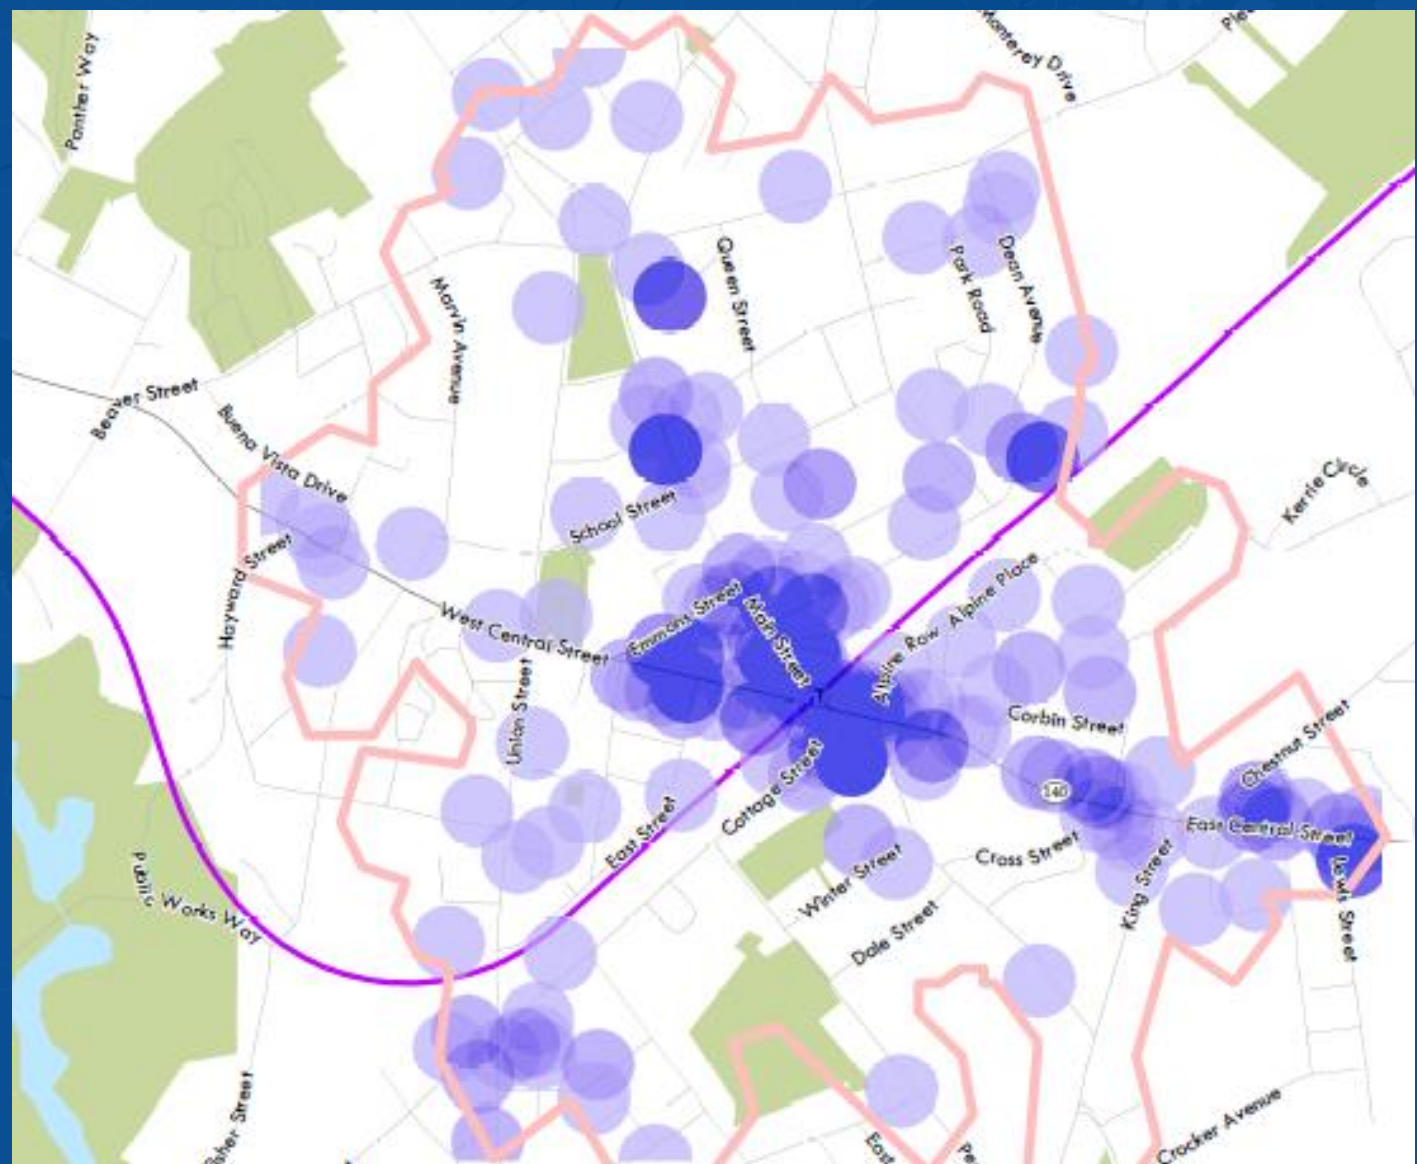 Panther Way
Monterey Drive
Queen Street
Park Road
Dean Avenue
Marvin Avenue
Beaver Street
Buena Vista Drive
Kerrie Circle
School Street
Hayward Street
Emmons Street
Main Street
Alpine Row
Alpine Place
West Central Street
Union Street
Corbin Street
Chestnut Street
140
Cottage Street
East Street
East Central Street
Cross Street
Winter Street
King Street
Lewis Street
Public Works Way
Dale Street
Crocker Avenue
East